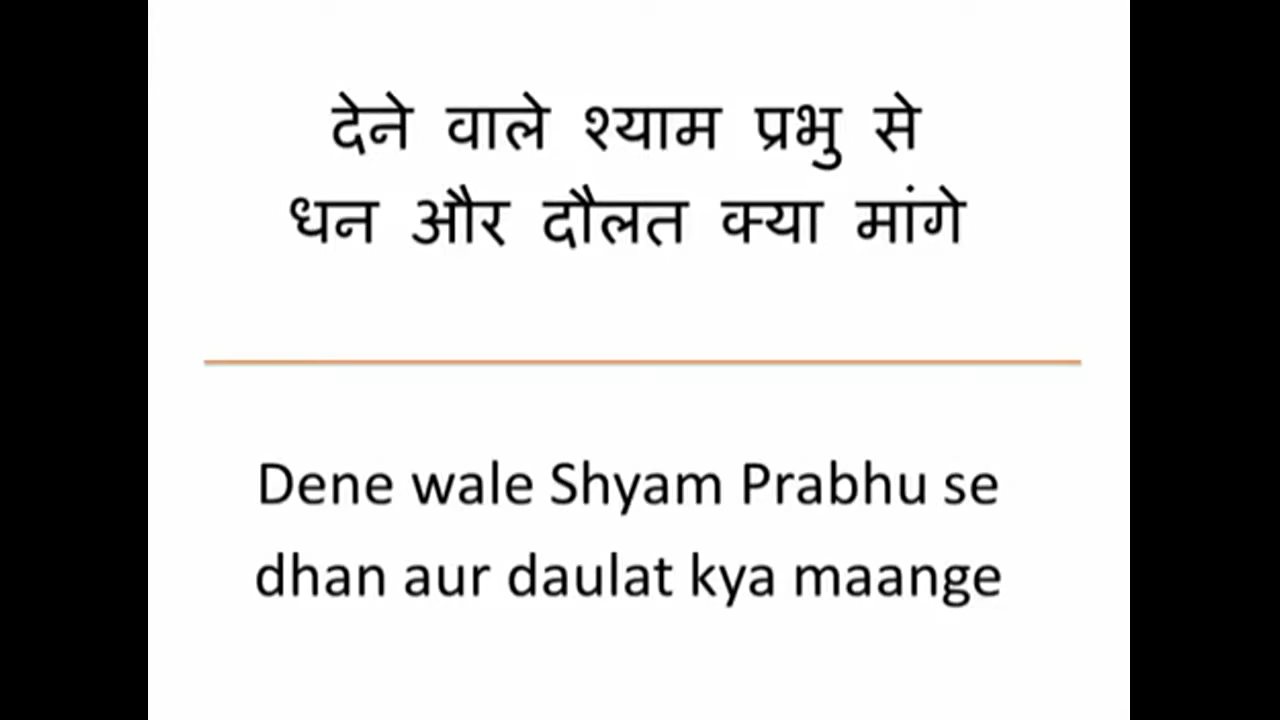 देने वाले श्याम प्रभु से
धन और दौलत क्या मांगे
Dene wale Shyam Prabhu se
dhan aur daulat kya maange